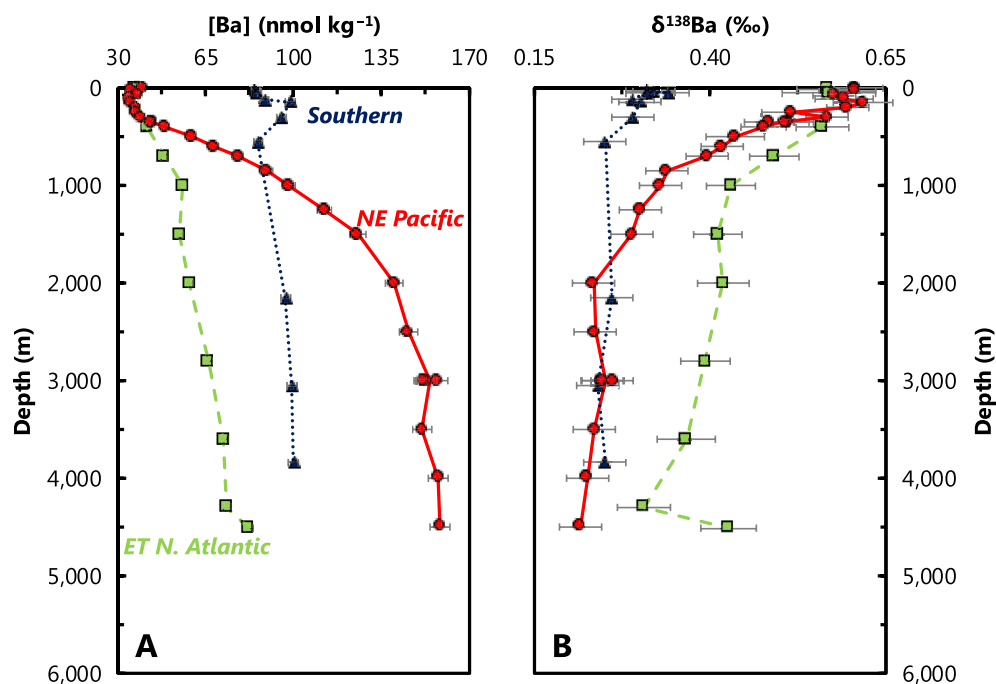 [Ba] (nmol kg⁻¹)
30 65 100 135 170
Depth (m)
0
1,000
2,000
3,000
4,000
5,000
6,000
Southern
NE Pacific
ET N. Atlantic
A
δ¹³⁸Ba (‰)
0.15 0.40 0.65
B
0
1,000
2,000
3,000
4,000
5,000
6,000
Depth (m)